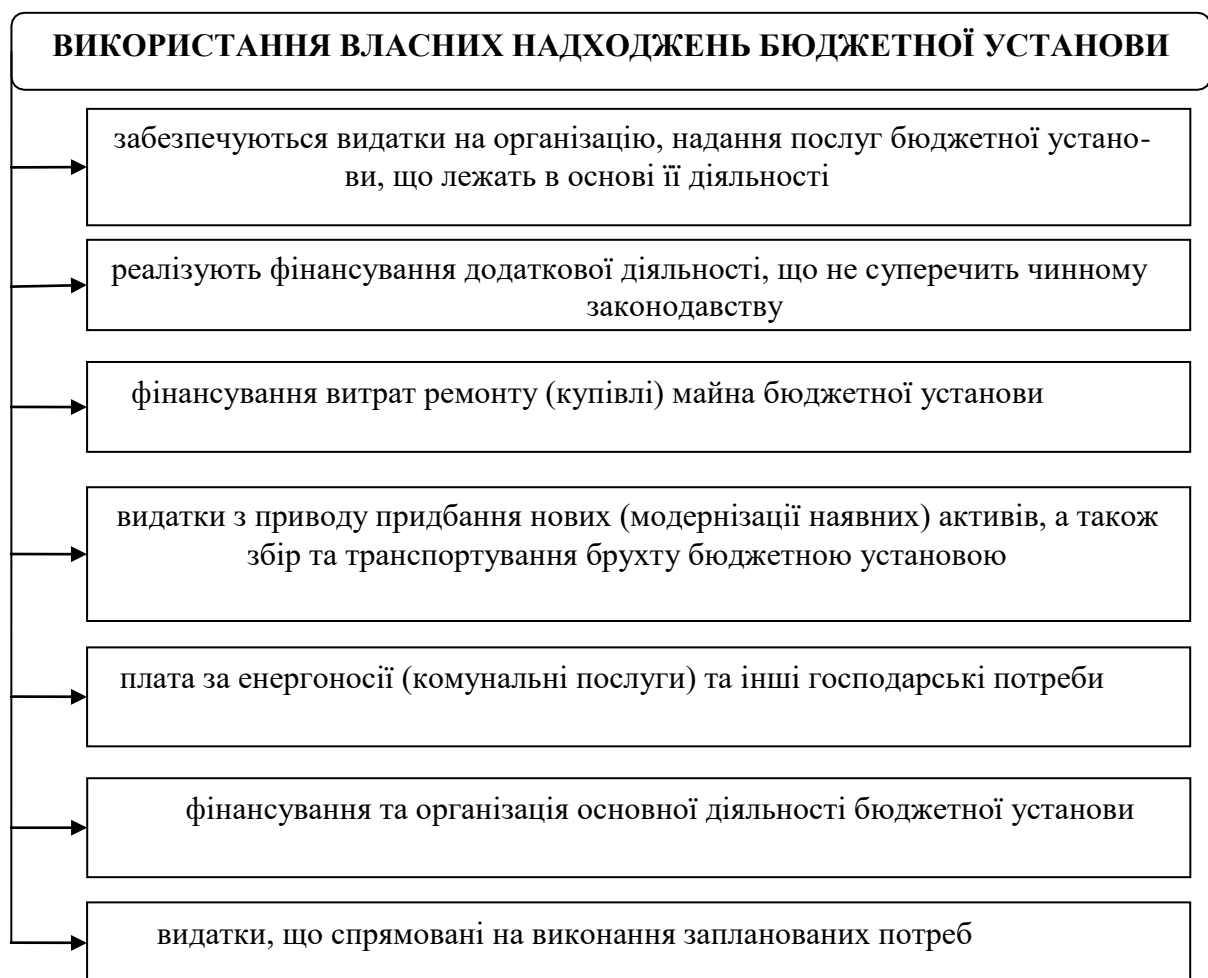 ВИКОРИСТАННЯ ВЛАСНИХ НАДХОДЖЕНЬ БЮДЖЕТНОЇ УСТАНОВИ
забезпечуються видатки на організацію, надання послуг бюджетної устано-
ви, що лежать в основі її діяльності
реалізують фінансування додаткової діяльності, що не суперечить чинному
законодавству
фінансування витрат ремонту (купівлі) майна бюджетної установи
видатки з приводу придбання нових (модернізації наявних) активів, а також
збір та транспортування брухту бюджетною установою
плата за енергоносії (комунальні послуги) та інші господарські потреби
фінансування та організація основної діяльності бюджетної установи
видатки, що спрямовані на виконання запланованих потреб